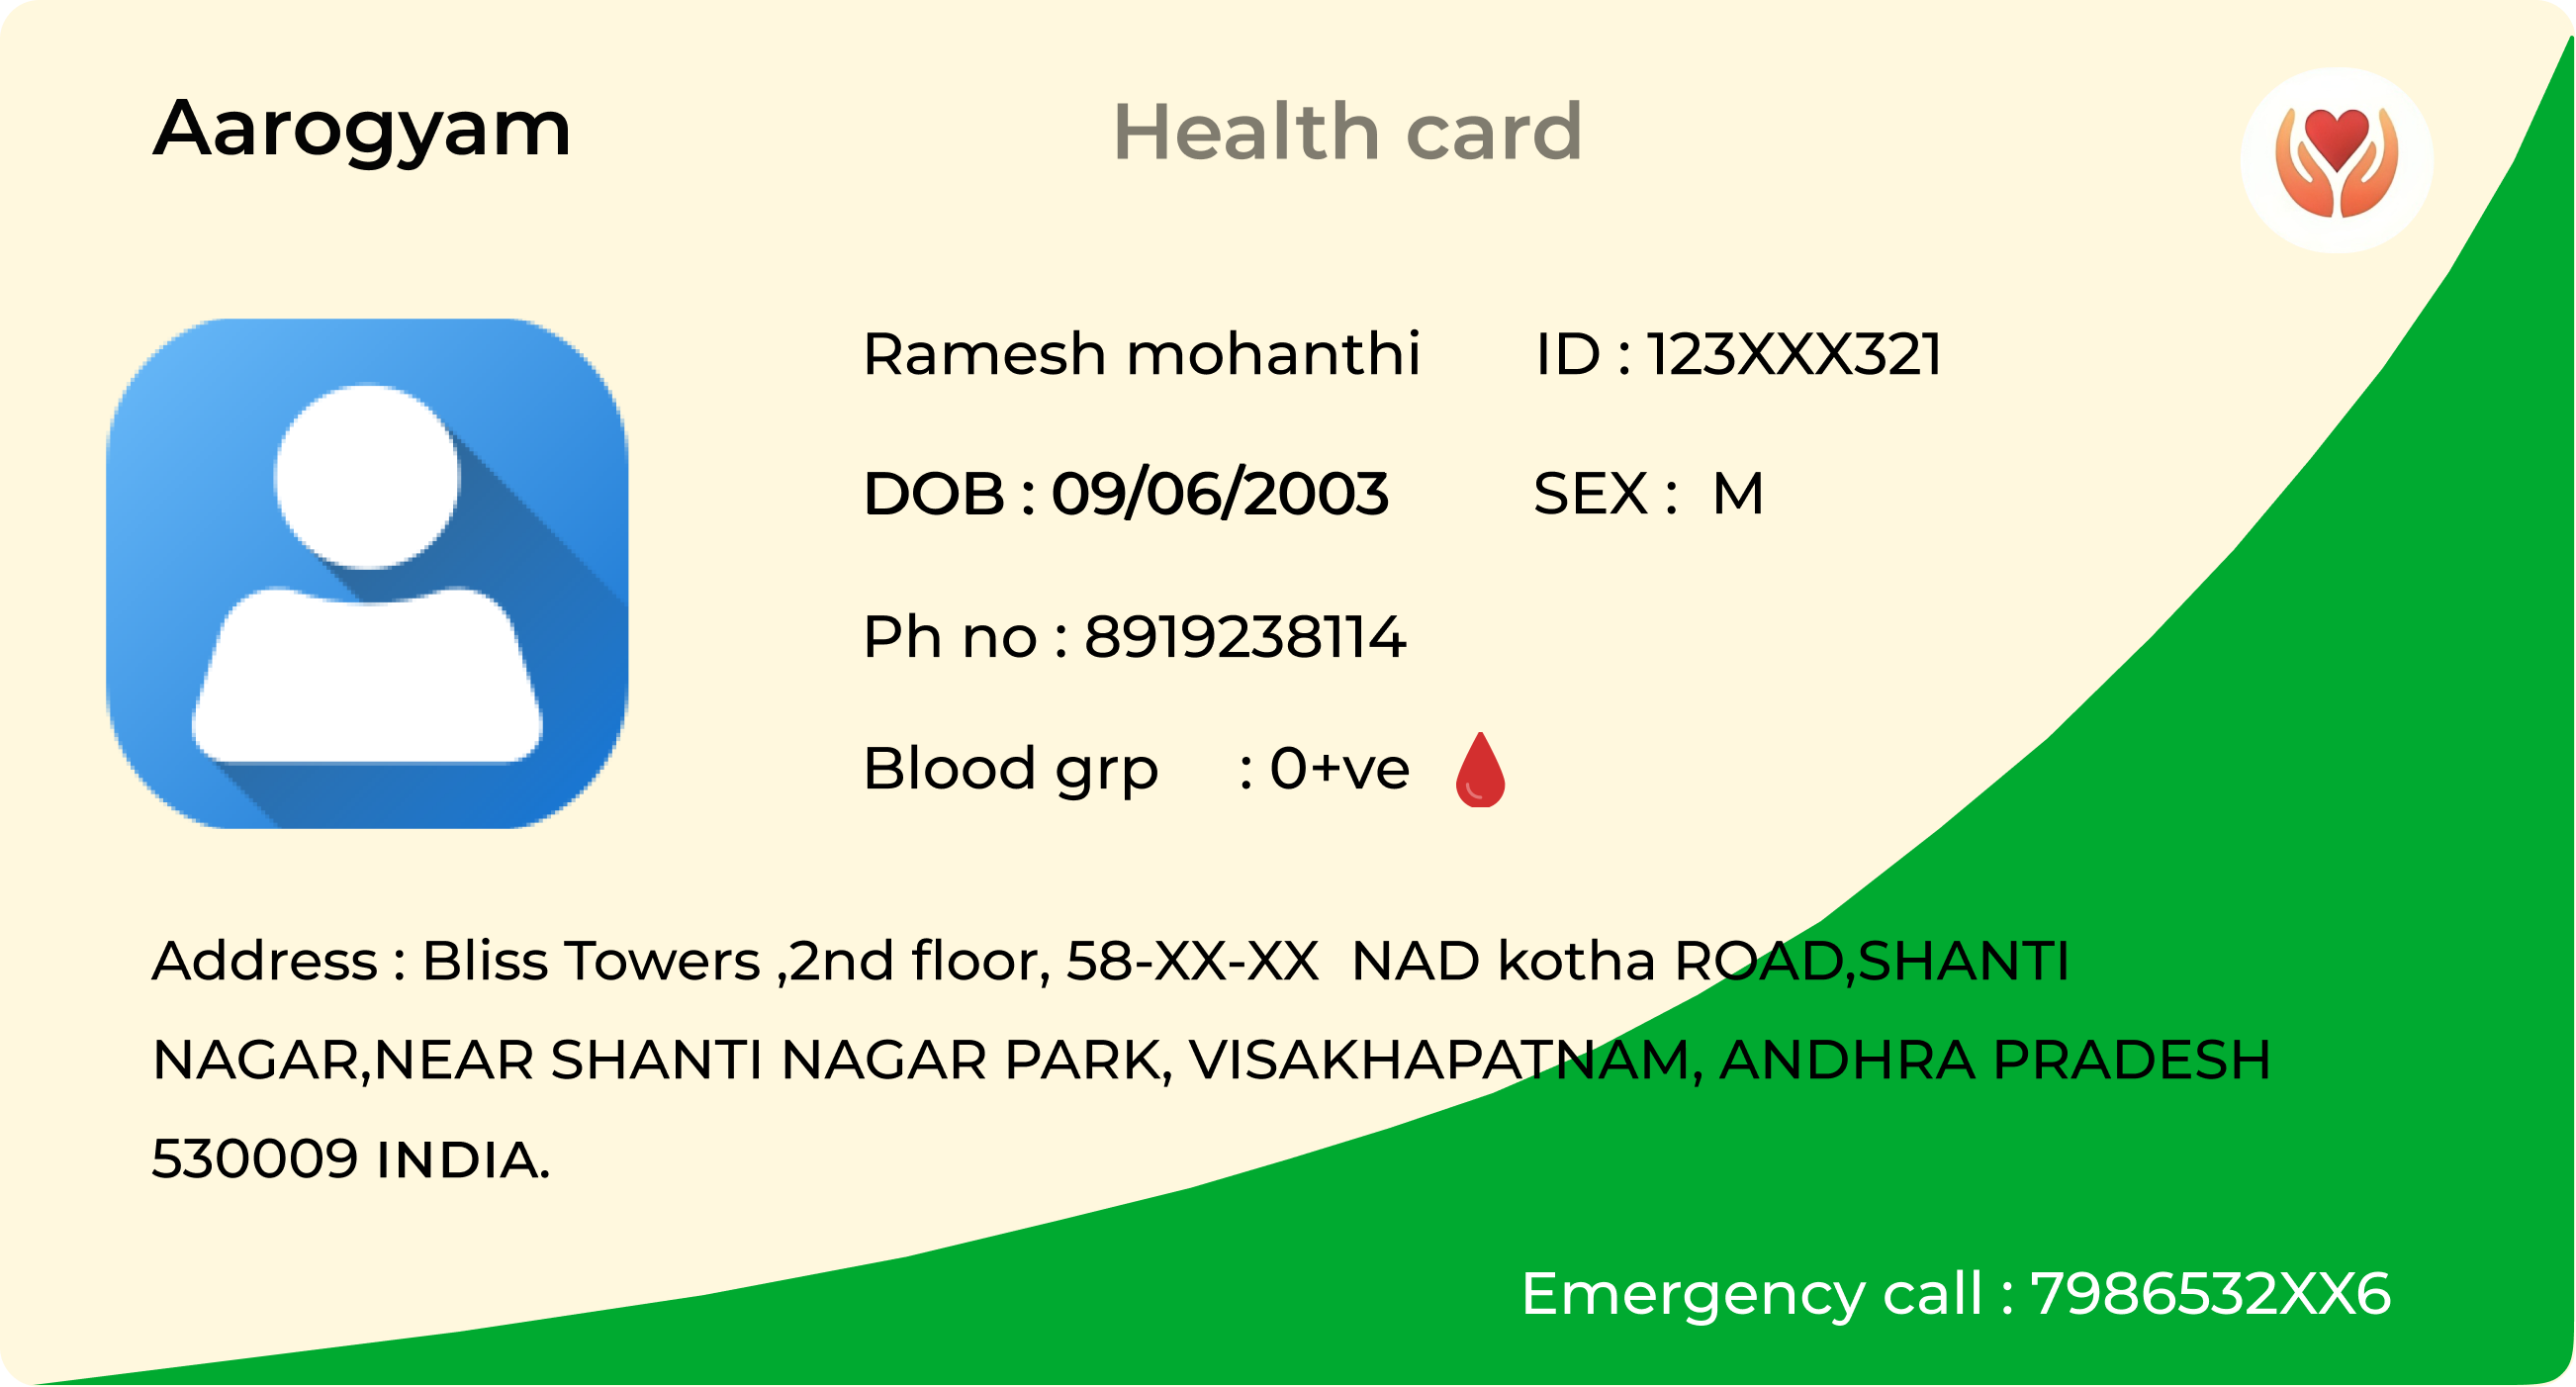 Aarogyam Health card
Ramesh mohanthi ID : 123XXX321
DOB : 09/06/2003 SEX : M
Ph no : 8919238114
Blood grp : 0+ve
Address : Bliss Towers ,2nd floor, 58-XX-XX NAD kotha ROAD,SHANTI
NAGAR,NEAR SHANTI NAGAR PARK, VISAKHAPATNAM, ANDHRA PRADESH
530009 INDIA.
Emergency call : 7986532XX6